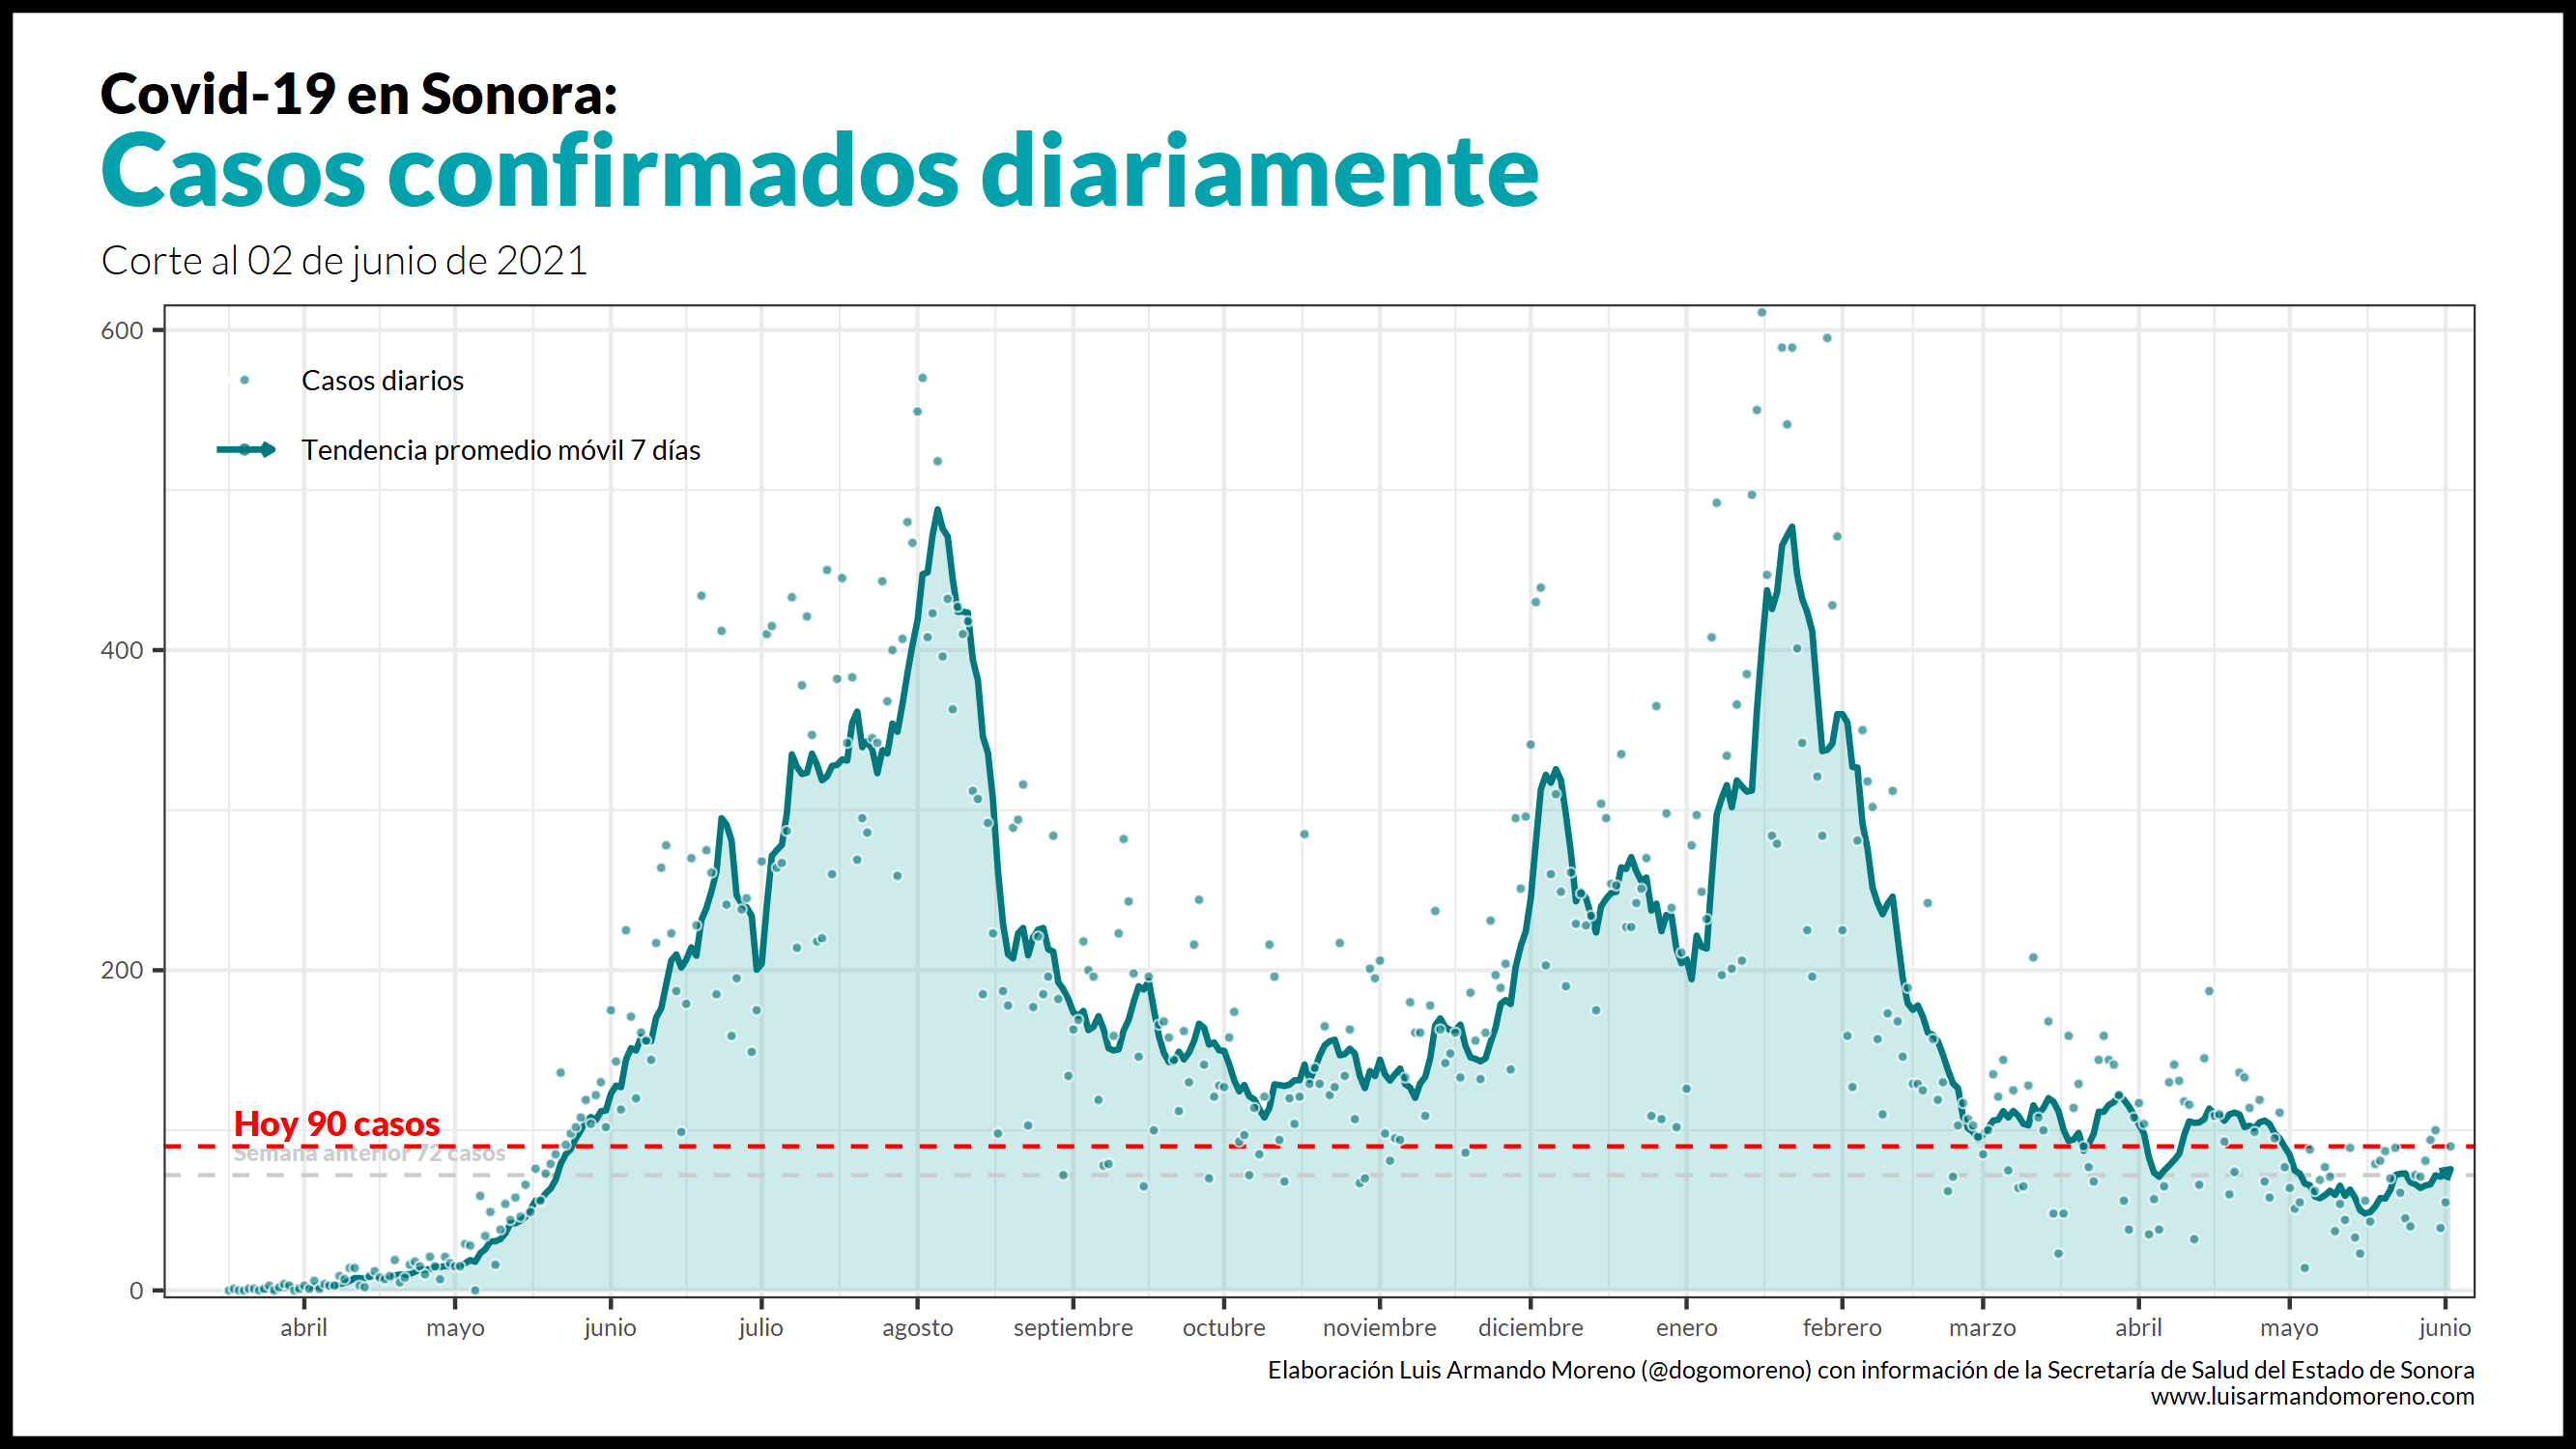 Covid-19 en Sonora:
Casos confirmados diariamente
Corte al 02 de junio de 2021
600
Casos diarios
Tendencia promedio móvil 7 días
400
200
Hoy 90 casos
Semana anterior 72 casos
0
abril mayo junio julio agosto septiembre octubre noviembre diciembre enero febrero marzo abril mayo junio
Elaboración Luis Armando Moreno (@dogomoreno) con información de la Secretaría de Salud del Estado de Sonora
www.luisarmandomoreno.com